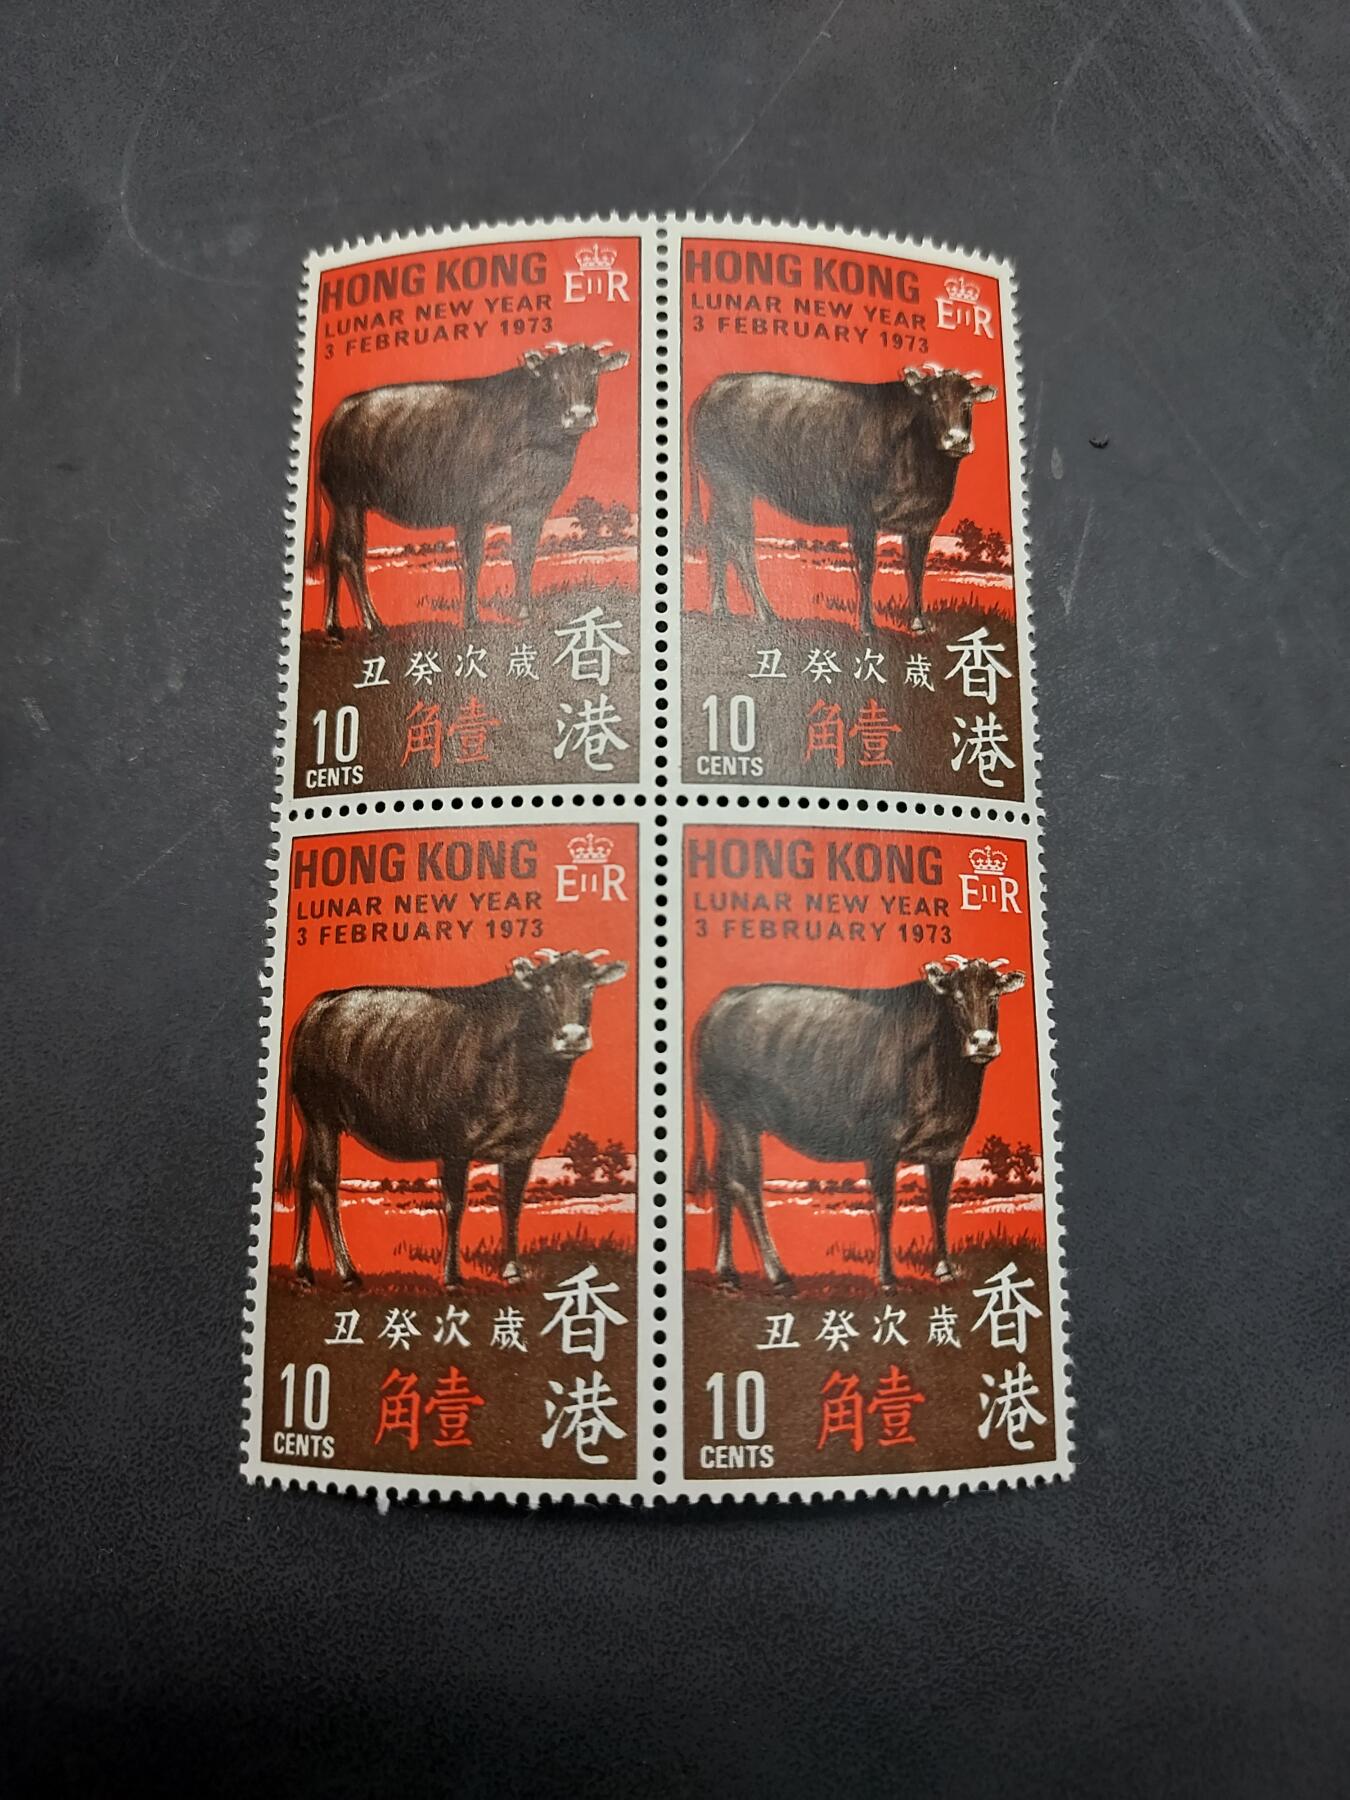 HONG KONG
EIIR
LUNAR NEW YEAR
3 FEBRUARY 1973
歲次癸丑
香港
10
CENTS
壹角
HONG KONG
EIIR
LUNAR NEW YEAR
3 FEBRUARY 1973
歲次癸丑
香港
10
CENTS
壹角
HONG KONG
EIIR
LUNAR NEW YEAR
3 FEBRUARY 1973
歲次癸丑
香港
10
CENTS
壹角
HONG KONG
EIIR
LUNAR NEW YEAR
3 FEBRUARY 1973
歲次癸丑
香港
10
CENTS
壹角